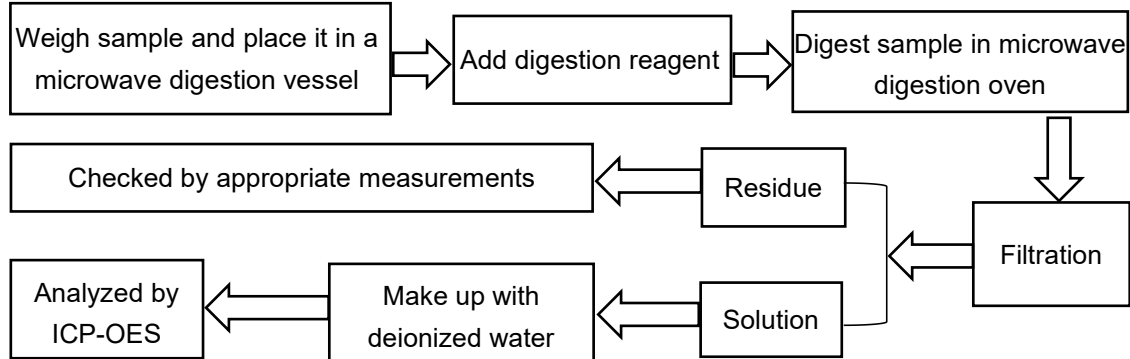 Weigh sample and place it in a
microwave digestion vessel
Add digestion reagent
Digest sample in microwave
digestion oven
Filtration
Residue
Checked by appropriate measurements
Solution
Make up with
deionized water
Analyzed by
ICP-OES